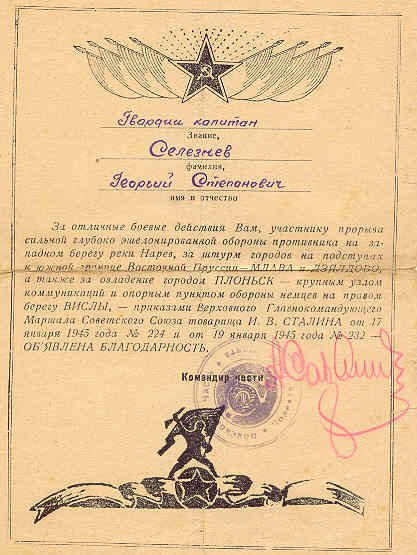 Гвардии капитан
Звание,
Селезнев
фамилия,
Георгий Степанович
имя и отчество
За отличные боевые действия Вам, участнику прорыва
сильной глубоко эшелонированной обороны противника на за-
падном берегу реки Нарев, за штурм городов на подступах
к южной границе Восточной Пруссии—МЛАВА и ДЗЯЛДОВО,
а также за овладение городом ПЛОНЬСК — крупным узлом
коммуникаций и опорным пунктом обороны немцев на правом
берегу ВИСЛЫ, — приказами Верховного Главнокомандующего
Маршала Советского Союза товарища И. В. СТАЛИНА от 17
января 1945 года № 224 и от 19 января 1945 года № 232 —
ОБ'ЯВЛЕНА БЛАГОДАРНОСТЬ.
Командир части